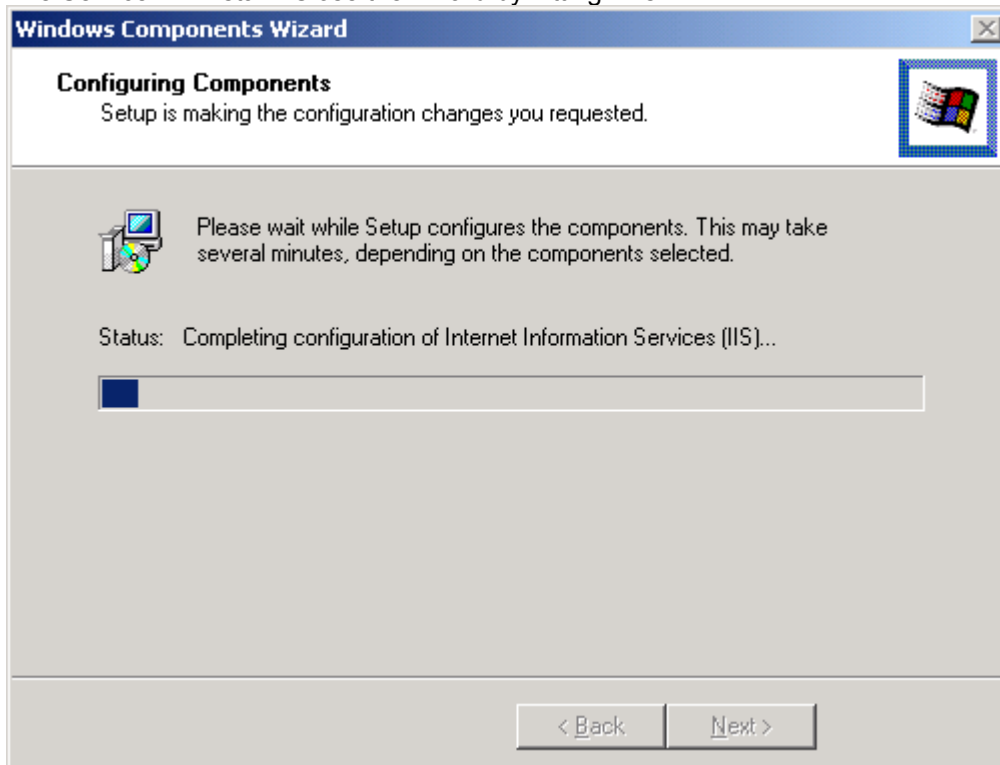 Windows Components Wizard
Configuring Components
Setup is making the configuration changes you requested.
Please wait while Setup configures the components. This may take
several minutes, depending on the components selected.
Status: Completing configuration of Internet Information Services (IIS)...
< Back Next >